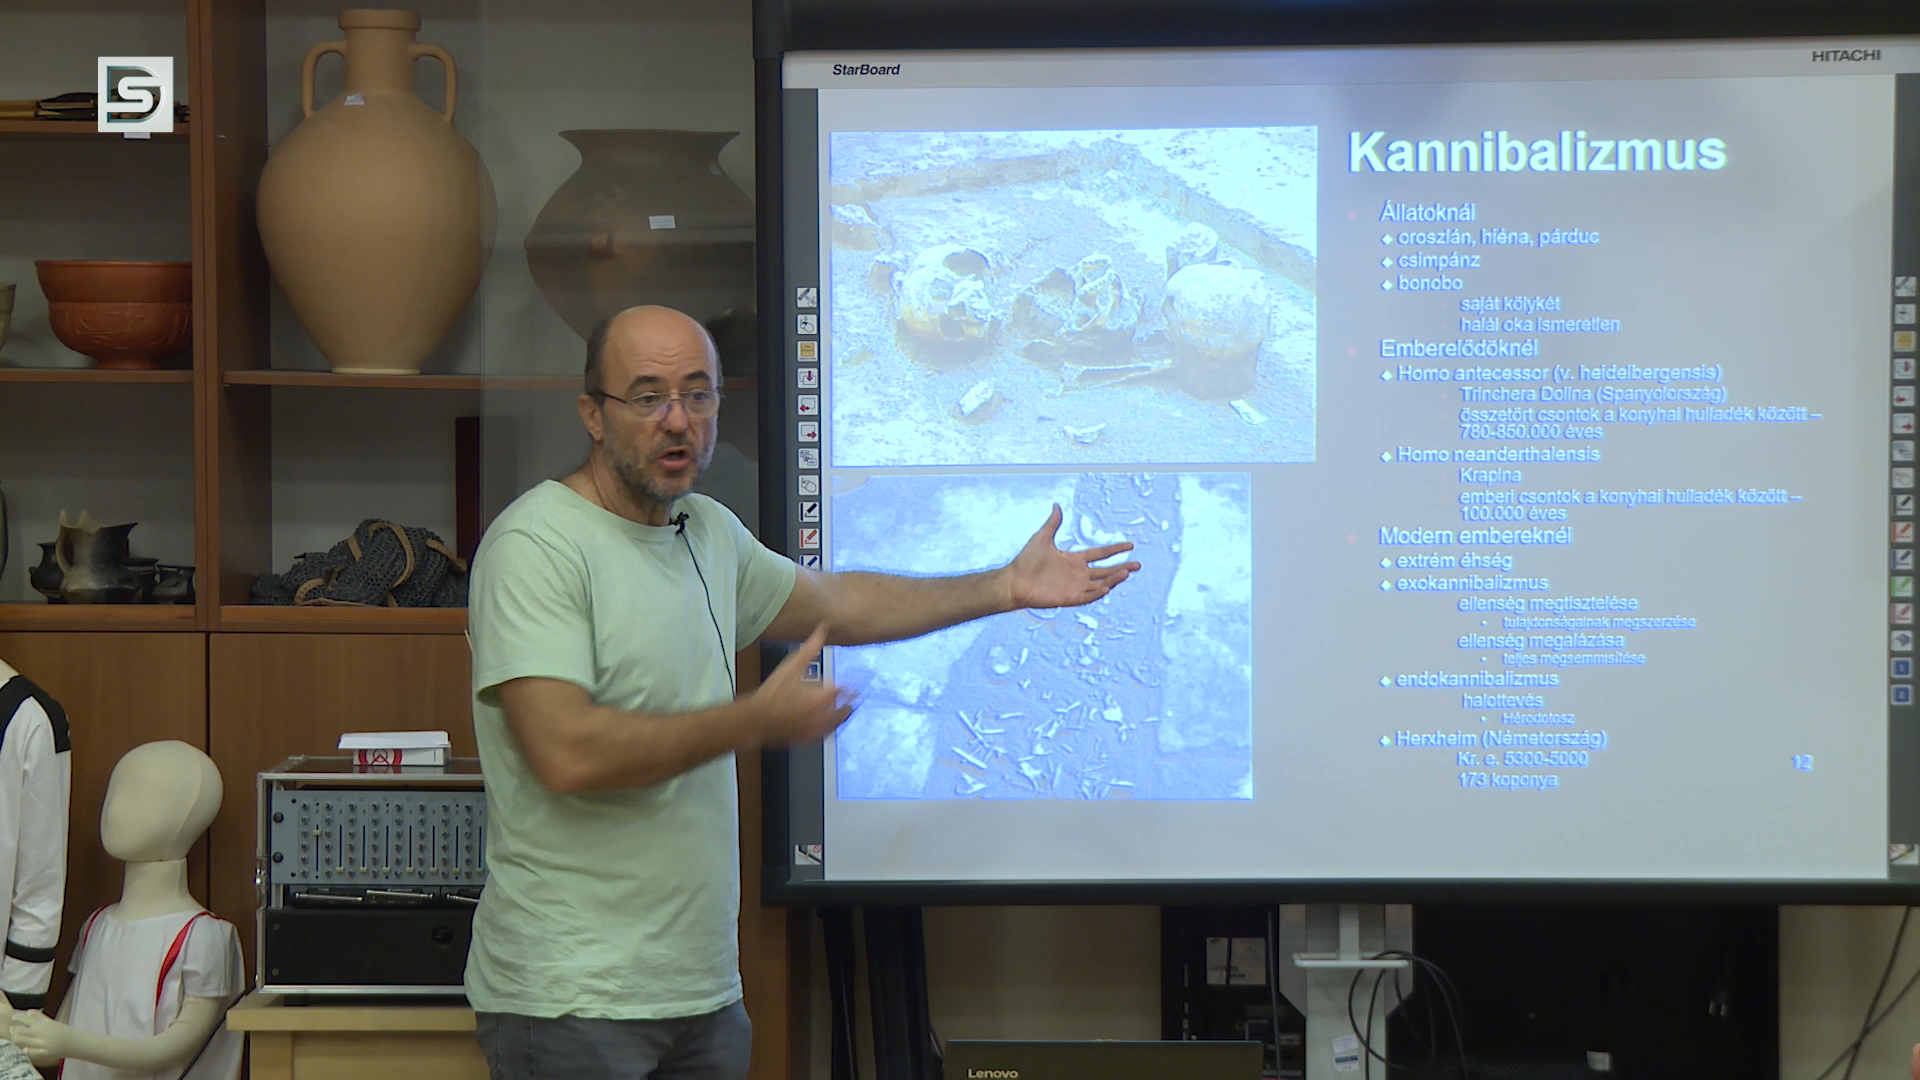 DS
StarBoard
HITACHI
Kannibalizmus
Állatoknál
oroszlán, hiéna, párduc
csimpánz
bonobo
saját kölykét
halál oka ismeretlen
Emberelődöknél
Homo antecessor (v. heidelbergensis)
Trinchera Dolina (Spanyolország)
összetört csontok a konyhai hulladék között –
780-850.000 éves
Homo neanderthalensis
Krapina
emberi csontok a konyhai hulladék között –
100.000 éves
Modern embereknél
extrém éhség
exokannibalizmus
ellenség megtisztelése
tulajdonságainak megszerzése
ellenség megalázása
teljes megsemmisítése
endokannibalizmus
halottevés
Hérodotosz
Herxheim (Németország)
Kr. e. 5300-5000
173 koponya
12
Lenovo